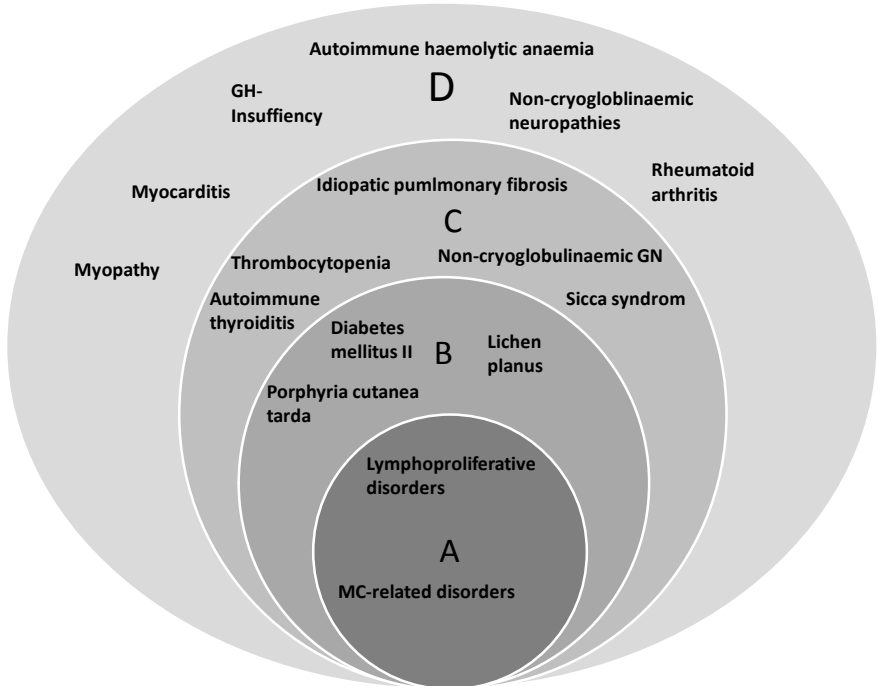 Autoimmune haemolytic anaemia
D
GH-
Insuffiency
Non-cryogloblinaemic
neuropathies
Rheumatoid
arthritis
Myocarditis
Myopathy
Idiopatic pumlmonary fibrosis
C
Non-cryoglobulinaemic GN
Thrombocytopenia
Autoimmune
thyroiditis
Sicca syndrom
Diabetes
mellitus II
B
Lichen
planus
Porphyria cutanea
tarda
Lymphoproliferative
disorders
A
MC-related disorders